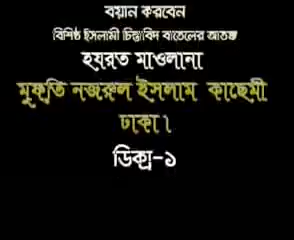 বয়ান করবেন
বিশিষ্ঠ ইসলামী চিন্তাবিদ বাতেলের আতঙ্ক
হযরত মাওলানা
মুফতি নজরুল ইসলাম কাছেমী
ঢাকা।
ডিক্স-১